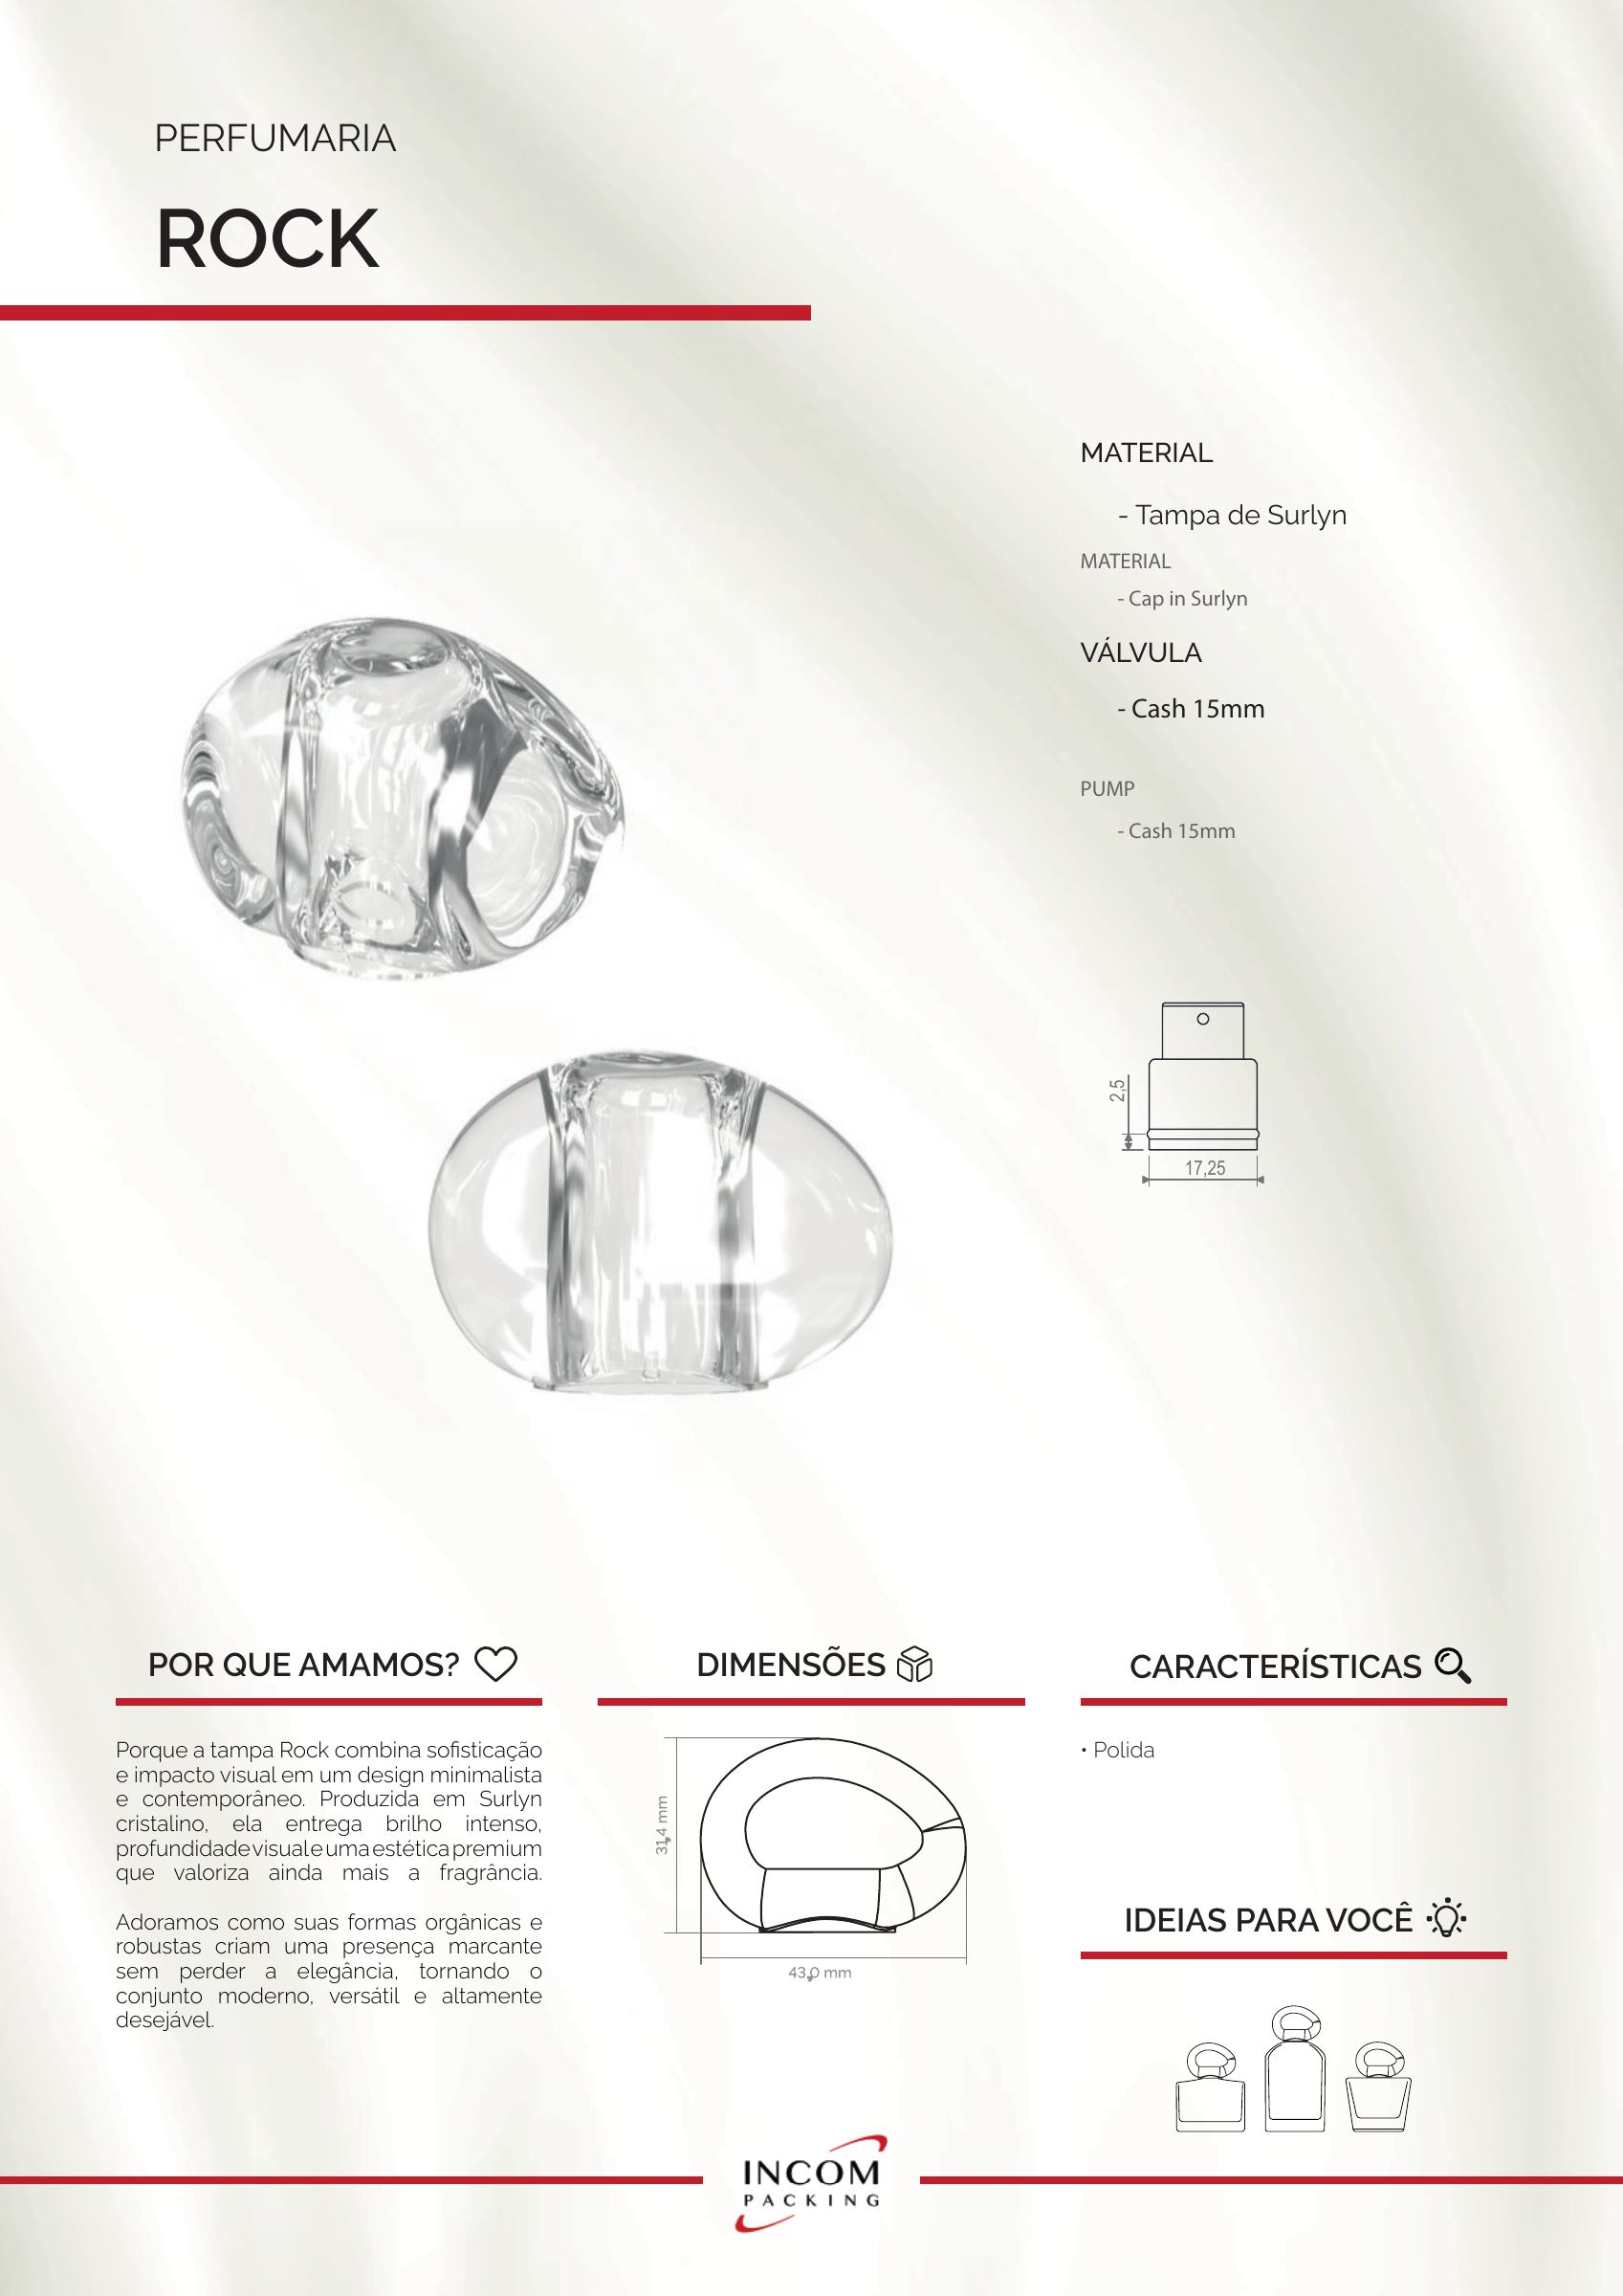 PERFUMARIA
ROCK
MATERIAL
- Tampa de Surlyn
MATERIAL
- Cap in Surlyn
VÁLVULA
- Cash 15mm
PUMP
- Cash 15mm
2,5
17,25
POR QUE AMAMOS?
Porque a tampa Rock combina sofisticação
e impacto visual em um design minimalista
e contemporâneo. Produzida em Surlyn
cristalino, ela entrega brilho intenso,
profundidade visual e uma estética premium
que valoriza ainda mais a fragrância.
Adoramos como suas formas orgânicas e
robustas criam uma presença marcante
sem perder a elegância, tornando o
conjunto moderno, versátil e altamente
desejável.
DIMENSÕES
31,4 mm
43,0 mm
CARACTERÍSTICAS
• Polida
IDEIAS PARA VOCÊ
INCOM
PACKING